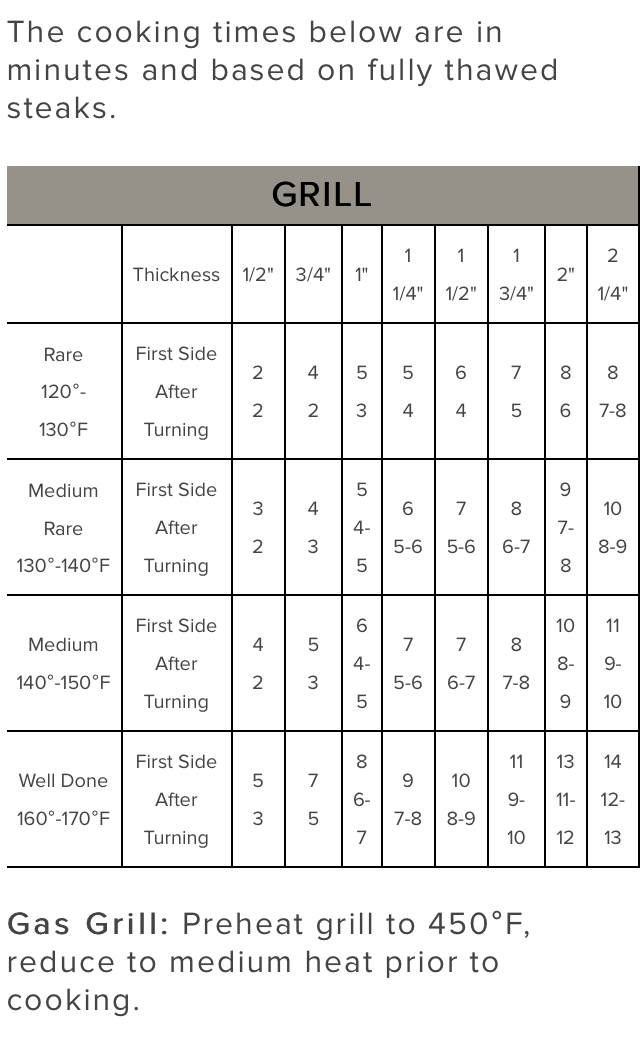 The cooking times below are in
minutes and based on fully thawed
steaks.
GRILL
Thickness 1/2" 3/4" 1" 1 1/4" 1 1/2" 1 3/4" 2" 2 1/4"
Rare
120°-
130°F
First Side
After
Turning
2
2
4
2
5
3
5
4
6
4
7
5
8
6
8
7-8
Medium
Rare
130°-140°F
First Side
After
Turning
3
2
4
3
5
4-
5
6
5-6
7
5-6
8
6-7
9
7-
8
10
8-9
Medium
140°-150°F
First Side
After
Turning
4
2
5
3
6
4-
5
7
5-6
7
6-7
8
7-8
10
8-
9
11
9-
10
Well Done
160°-170°F
First Side
After
Turning
5
3
7
5
8
6-
7
9
7-8
10
8-9
11
9-
10
13
11-
12
14
12-
13
Gas Grill: Preheat grill to 450°F,
reduce to medium heat prior to
cooking.